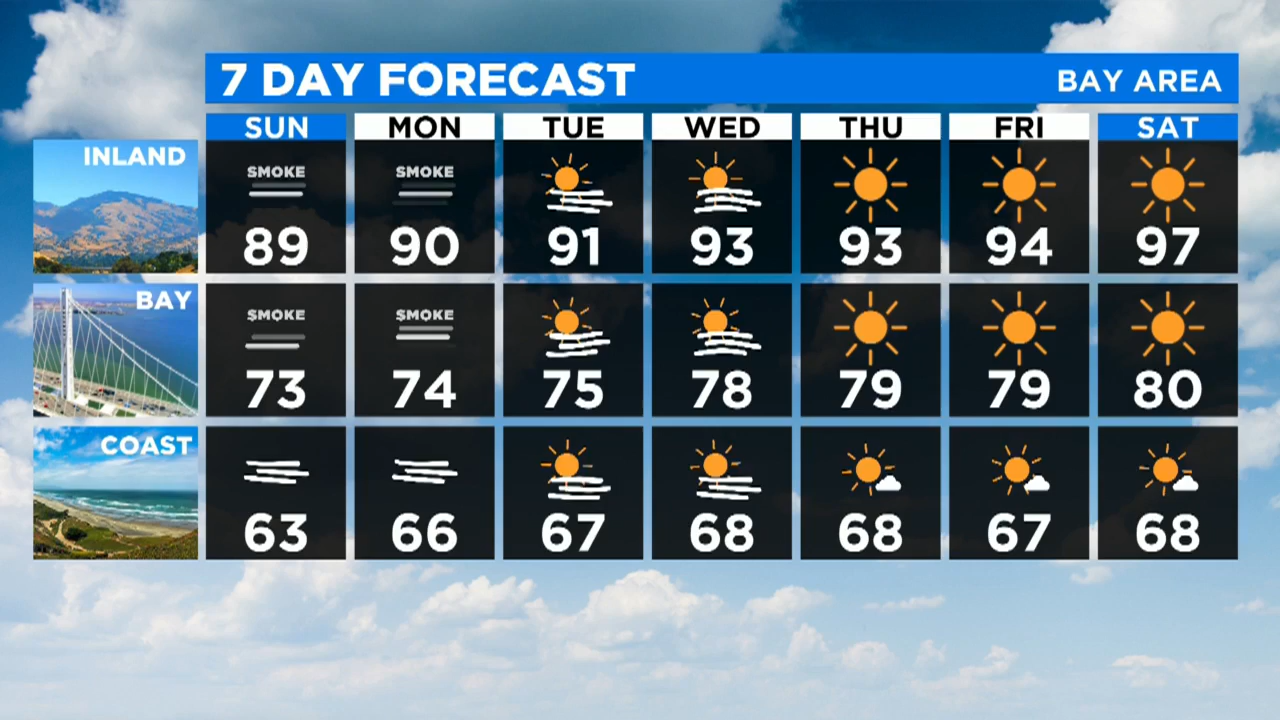 7 DAY FORECAST BAY AREA
SUN MON TUE WED THU FRI SAT
INLAND
SMOKE SMOKE
89 90 91 93 93 94 97
BAY
SMOKE SMOKE
73 74 75 78 79 79 80
COAST
63 66 67 68 68 67 68